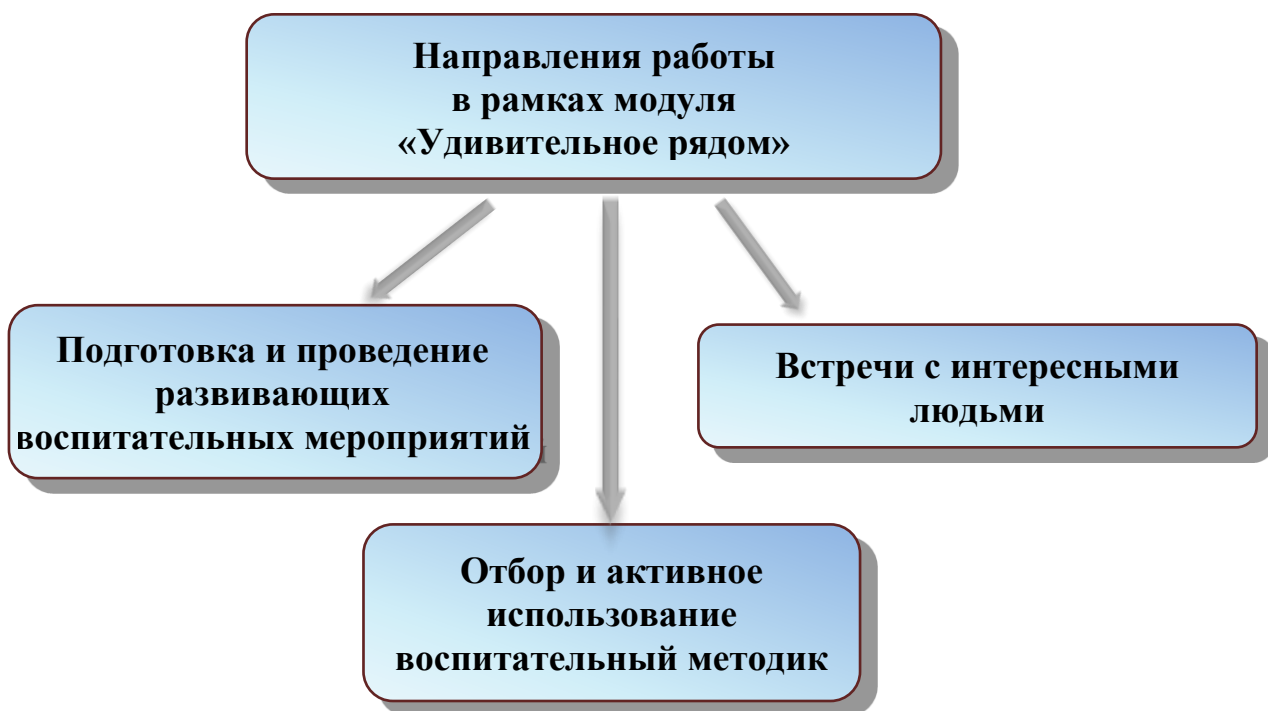 Направления работы
в рамках модуля
«Удивительное рядом»
Подготовка и проведение
развивающих
воспитательных мероприятий
Встречи с интересными
людьми
Отбор и активное
использование
воспитательный методик